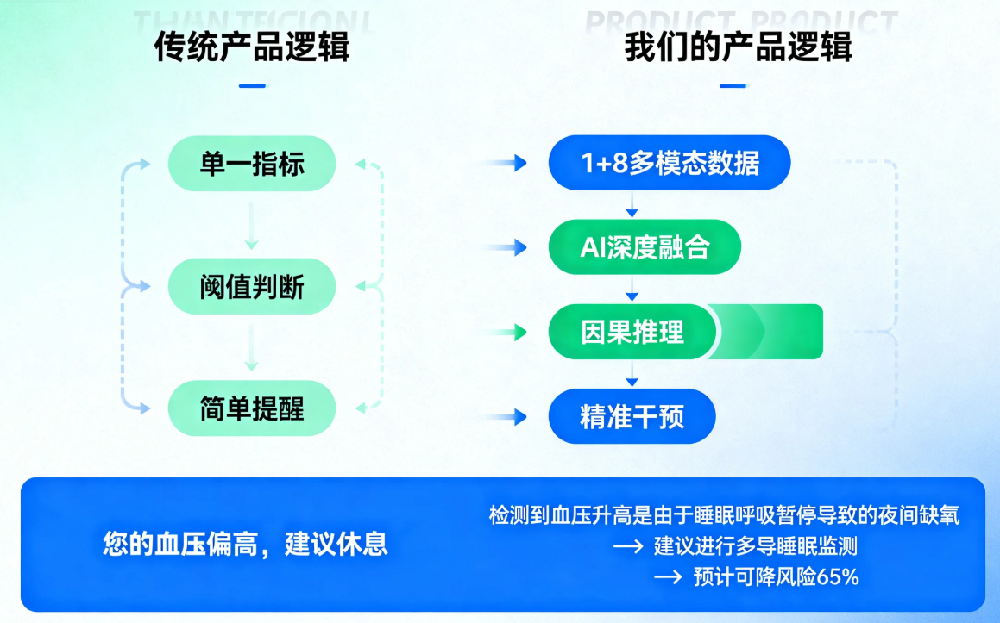 PRODUCT PRODUCT
传统产品逻辑
我们的产品逻辑
单一指标
阈值判断
简单提醒
1+8多模态数据
AI深度融合
因果推理
精准干预
您的血压偏高，建议休息
检测到血压升高是由于睡眠呼吸暂停导致的夜间缺氧
→ 建议进行多导睡眠监测
→ 预计可降风险65%